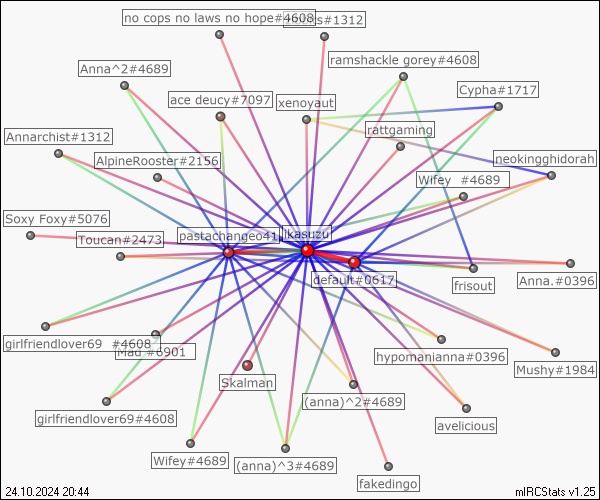 no cops no laws no hope#4608
s#1312
ramshackle gorey#4608
Anna^2#4689
Cypha#1717
ace deucy#7097
xenoyaut
rattgaming
Annarchist#1312
AlpineRooster#2156
neokingghidorah
Wifey #4689
Soxy Foxy#5076
Toucan#2473
pastachangeo41
ikasuzu
default#0617
Anna.#0396
frisout
girlfriendlover69 #4608
Mad #6901
hypomanianna#0396
Mushy#1984
Skalman
(anna)^2#4689
girlfriendlover69#4608
avelicious
Wifey#4689
(anna)^3#4689
fakedingo
24.10.2024 20:44
mIRCStats v1.25